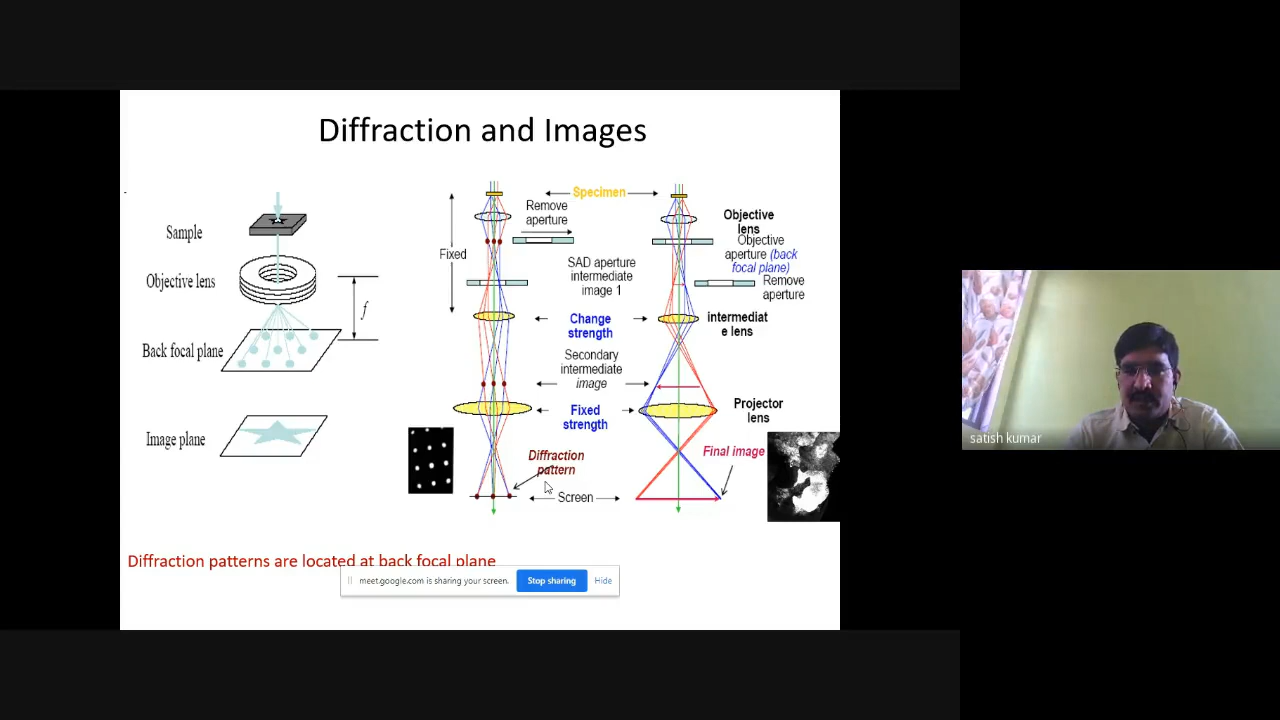 Diffraction and Images
Sample
Objective lens
f
Back focal plane
Image plane
Specimen
Remove
aperture
Fixed
SAD aperture
intermediate
image 1
Change
strength
Secondary
intermediate
image
Fixed
strength
Diffraction
pattern
Screen
Objective
lens
Objective
aperture (back
focal plane)
Remove
aperture
intermediat
e lens
Projector
lens
Final image
Diffraction patterns are located at back focal plane
meet.google.com is sharing your screen.
Stop sharing
Hide
satish kumar